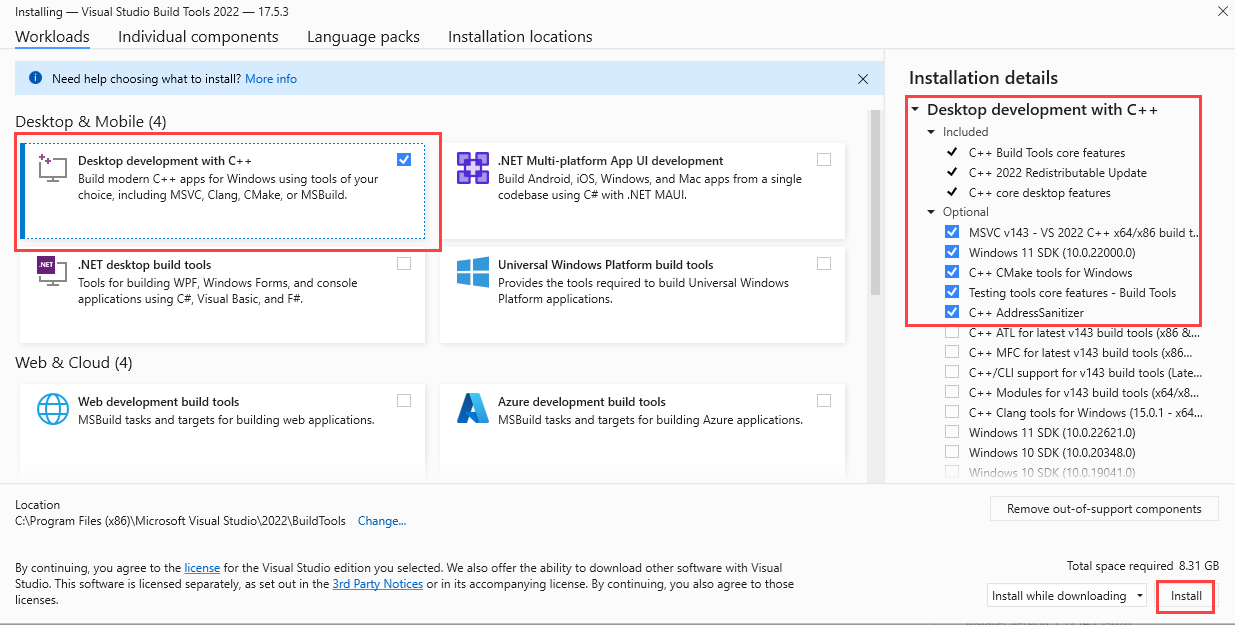 Installing — Visual Studio Build Tools 2022 — 17.5.3
Workloads
Individual components
Language packs
Installation locations
Need help choosing what to install? More info
Desktop & Mobile (4)
Desktop development with C++
Build modern C++ apps for Windows using tools of your
choice, including MSVC, Clang, CMake, or MSBuild.
.NET Multi-platform App UI development
Build Android, iOS, Windows, and Mac apps from a single
codebase using C# with .NET MAUI.
.NET
.NET desktop build tools
Tools for building WPF, Windows Forms, and console
applications using C#, Visual Basic, and F#.
Universal Windows Platform build tools
Provides the tools required to build Universal Windows
Platform applications.
Web & Cloud (4)
Web development build tools
MSBuild tasks and targets for building web applications.
Azure development build tools
MSBuild tasks and targets for building Azure applications.
Installation details
Desktop development with C++
Included
C++ Build Tools core features
C++ 2022 Redistributable Update
C++ core desktop features
Optional
MSVC v143 - VS 2022 C++ x64/x86 build t...
Windows 11 SDK (10.0.22000.0)
C++ CMake tools for Windows
Testing tools core features - Build Tools
C++ AddressSanitizer
C++ ATL for latest v143 build tools (x86 &...
C++ MFC for latest v143 build tools (x86...
C++/CLI support for v143 build tools (Late...
C++ Modules for v143 build tools (x64/x8...
C++ Clang tools for Windows (15.0.1 - x64...
Windows 11 SDK (10.0.22621.0)
Windows 10 SDK (10.0.20348.0)
Windows 10 SDK (10.0.19041.0)
Location
C:\Program Files (x86)\Microsoft Visual Studio\2022\BuildTools Change...
Remove out-of-support components
By continuing, you agree to the license for the Visual Studio edition you selected. We also offer the ability to download other software with Visual
Studio. This software is licensed separately, as set out in the 3rd Party Notices or in its accompanying license. By continuing, you also agree to those
licenses.
Total space required 8.31 GB
Install while downloading
Install